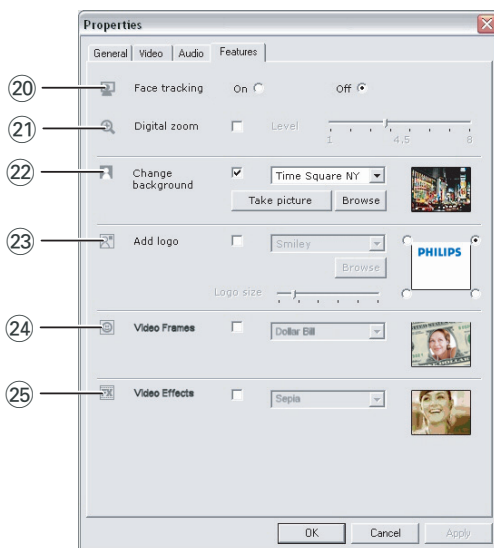 Properties
General Video Audio Features
20 Face tracking On Off
21 Digital zoom Level
1 4.5 8
22 Change background Time Square NY
Take picture Browse
23 Add logo Smiley
Browse
PHILIPS
Logo size
24 Video Frames Dollar Bill
25 Video Effects Sepia
OK Cancel Apply